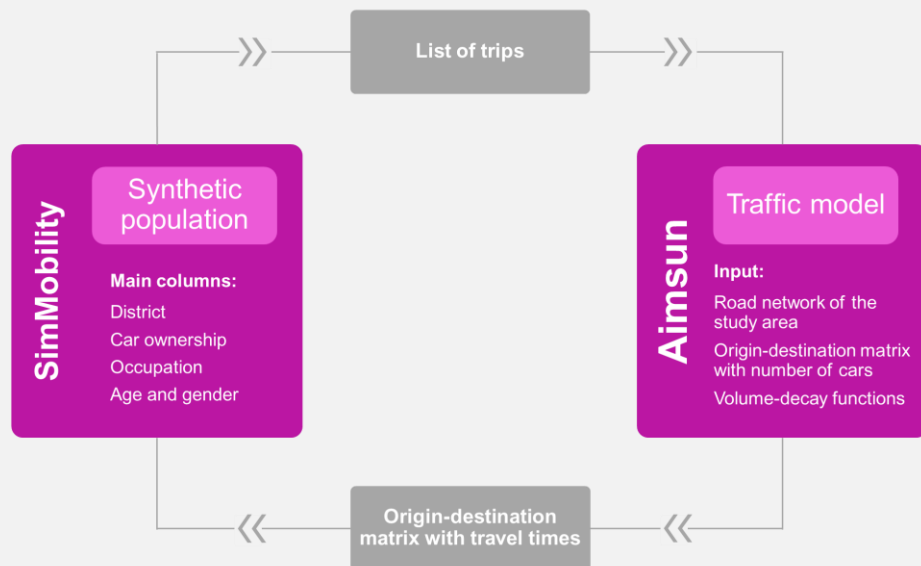 List of trips
SimMobility
Synthetic
population
Main columns:
District
Car ownership
Occupation
Age and gender
Aimsun
Traffic model
Input:
Road network of the
study area
Origin-destination matrix
with number of cars
Volume-decay functions
Origin-destination
matrix with travel times